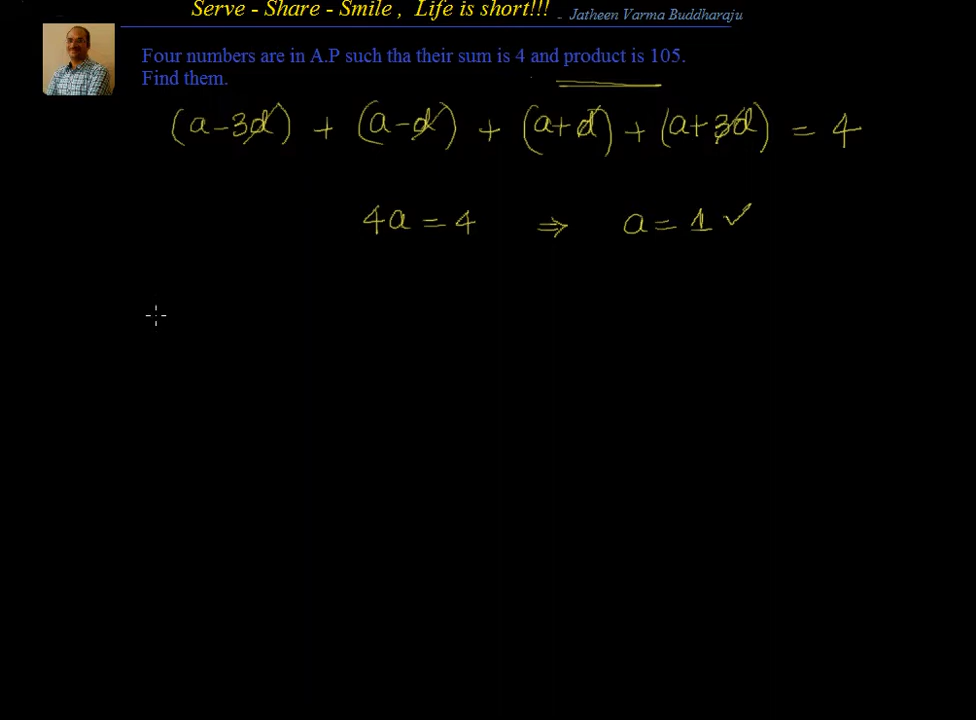 Serve - Share - Smile , Life is short!!! - Jatheen Varma Buddharaju
Four numbers are in A.P such tha their sum is 4 and product is 105.
Find them.
(a-3d) + (a-d) + (a+d) + (a+3d) = 4
4a = 4 ⇒ a = 1 ✓